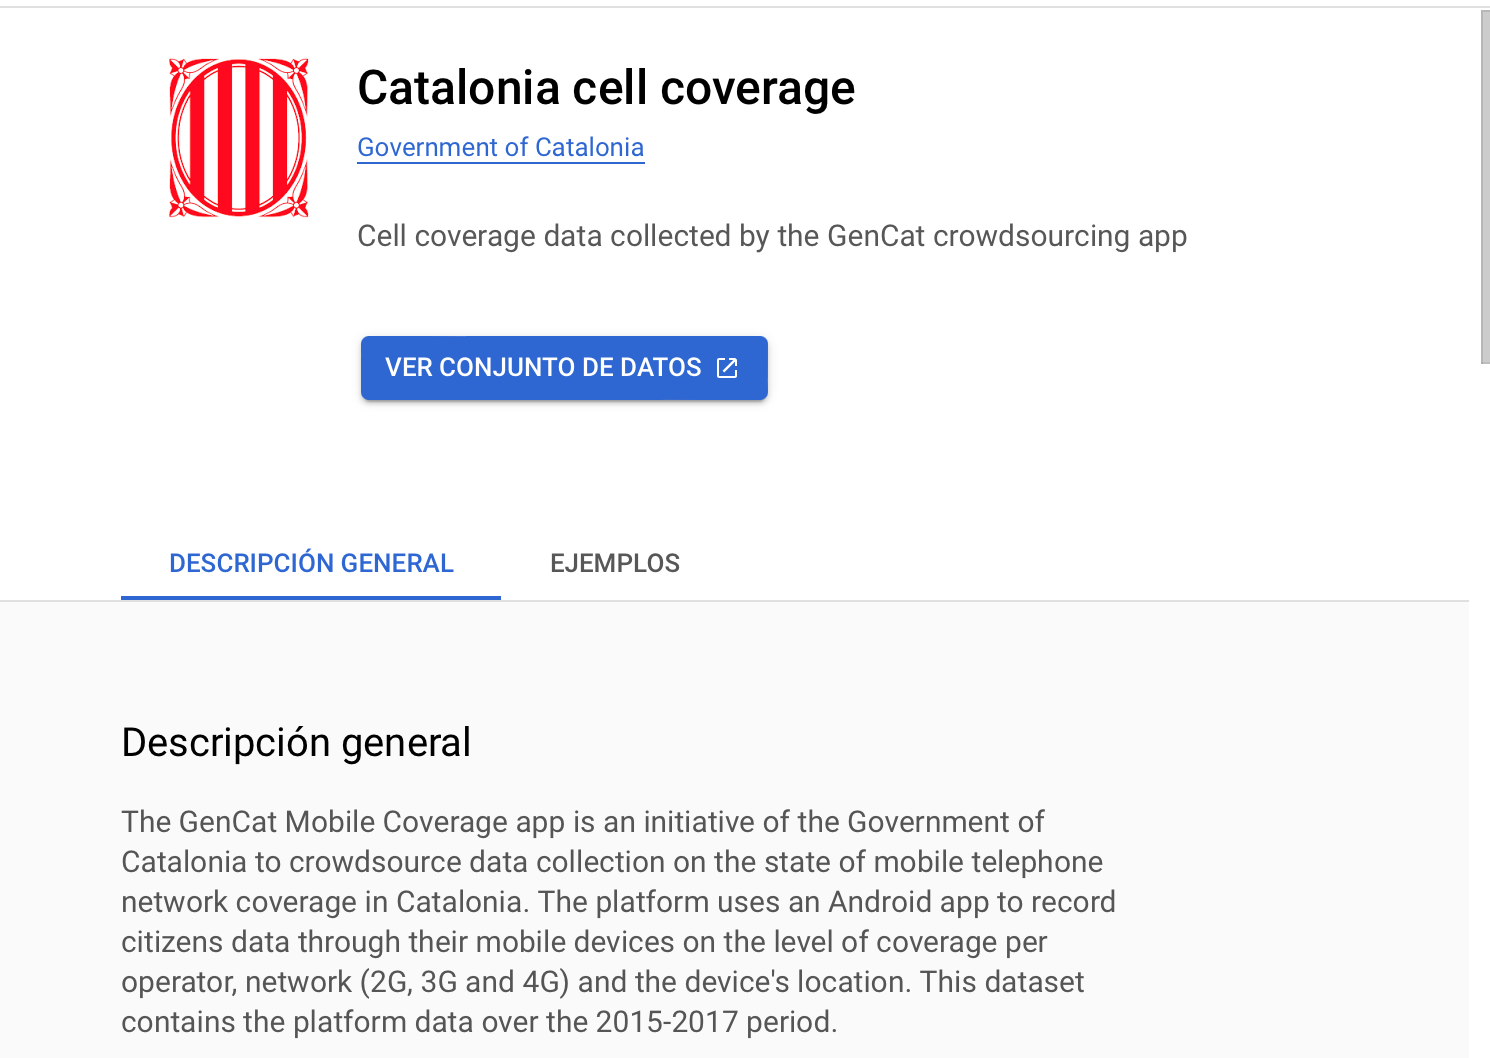 Catalonia cell coverage
Government of Catalonia
Cell coverage data collected by the GenCat crowdsourcing app
VER CONJUNTO DE DATOS
DESCRIPCIÓN GENERAL
EJEMPLOS
Descripción general
The GenCat Mobile Coverage app is an initiative of the Government of
Catalonia to crowdsource data collection on the state of mobile telephone
network coverage in Catalonia. The platform uses an Android app to record
citizens data through their mobile devices on the level of coverage per
operator, network (2G, 3G and 4G) and the device's location. This dataset
contains the platform data over the 2015-2017 period.